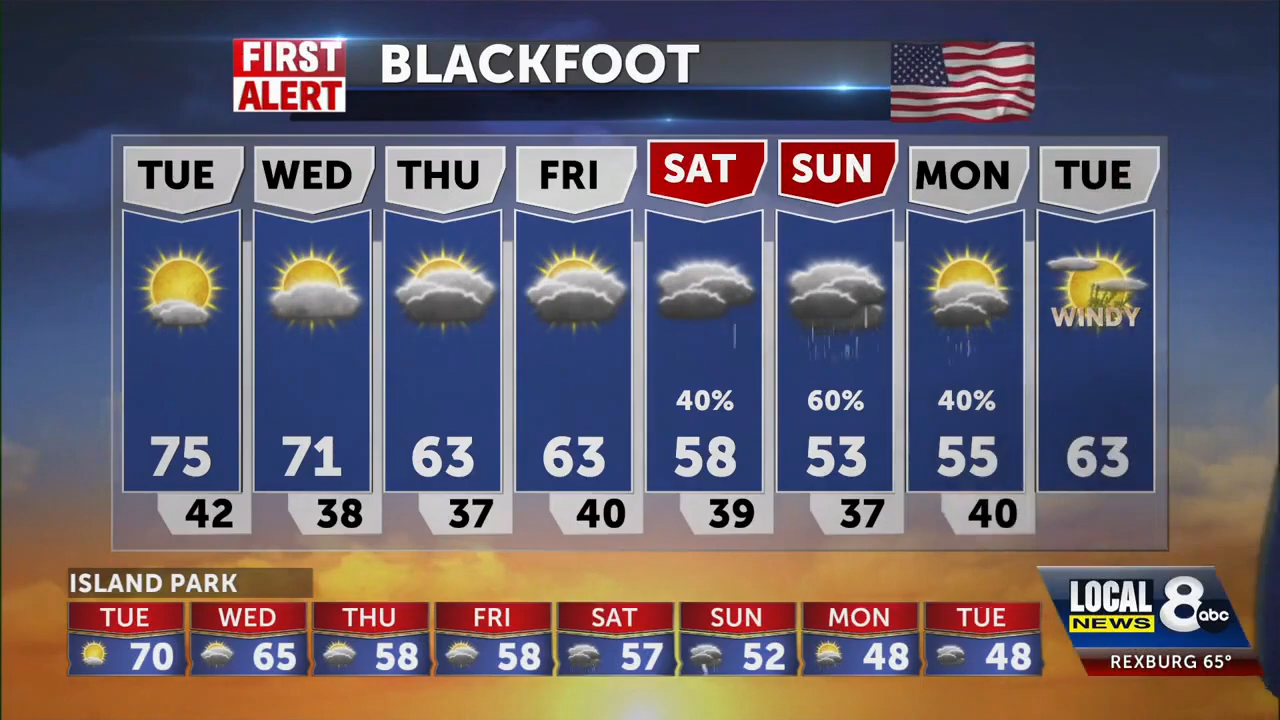 FIRST
ALERT
BLACKFOOT
TUE WED THU FRI SAT SUN MON TUE
WINDY
40% 60% 40%
75 71 63 63 58 53 55 63
42 38 37 40 39 37 40
ISLAND PARK
TUE WED THU FRI SAT SUN MON TUE
70 65 58 58 57 52 48 48
LOCAL
NEWS
8
abc
REXBURG 65°